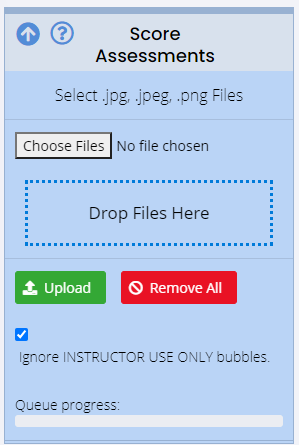 Score
Assessments
Select .jpg, .jpeg, .png Files
Choose Files No file chosen
Drop Files Here
Upload Remove All
Ignore INSTRUCTOR USE ONLY bubbles.
Queue progress: